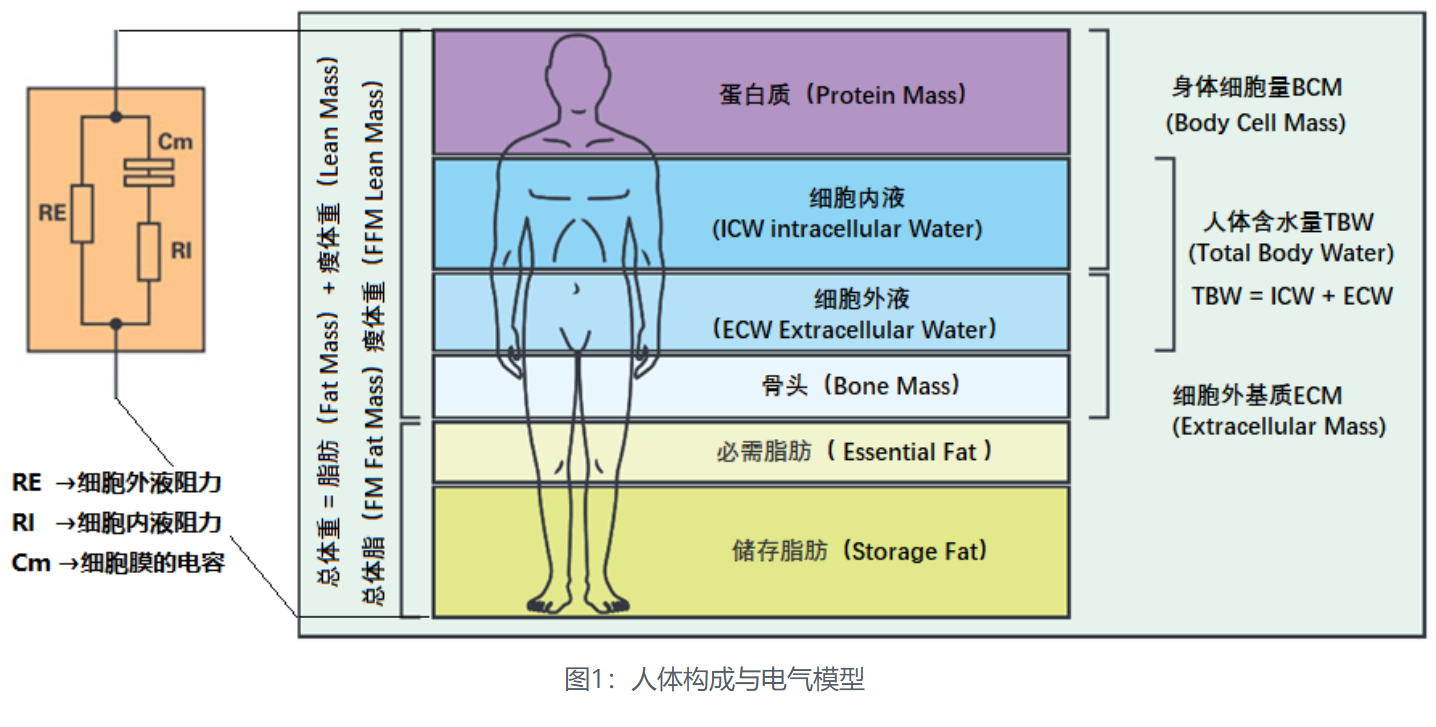 Cm
RE
RI
RE →细胞外液阻力
RI →细胞内液阻力
Cm →细胞膜的电容
总体重 = 脂肪（Fat Mass）+ 瘦体重（Lean Mass）
总体脂（FM Fat Mass）瘦体重（FFM Lean Mass）
蛋白质（Protein Mass）
细胞内液
(ICW intracellular Water)
细胞外液
(ECW Extracellular Water)
骨头（Bone Mass）
必需脂肪（ Essential Fat ）
储存脂肪（Storage Fat）
身体细胞量BCM
(Body Cell Mass)
人体含水量TBW
(Total Body Water)
TBW = ICW + ECW
细胞外基质ECM
(Extracellular Mass)
图1：人体构成与电气模型